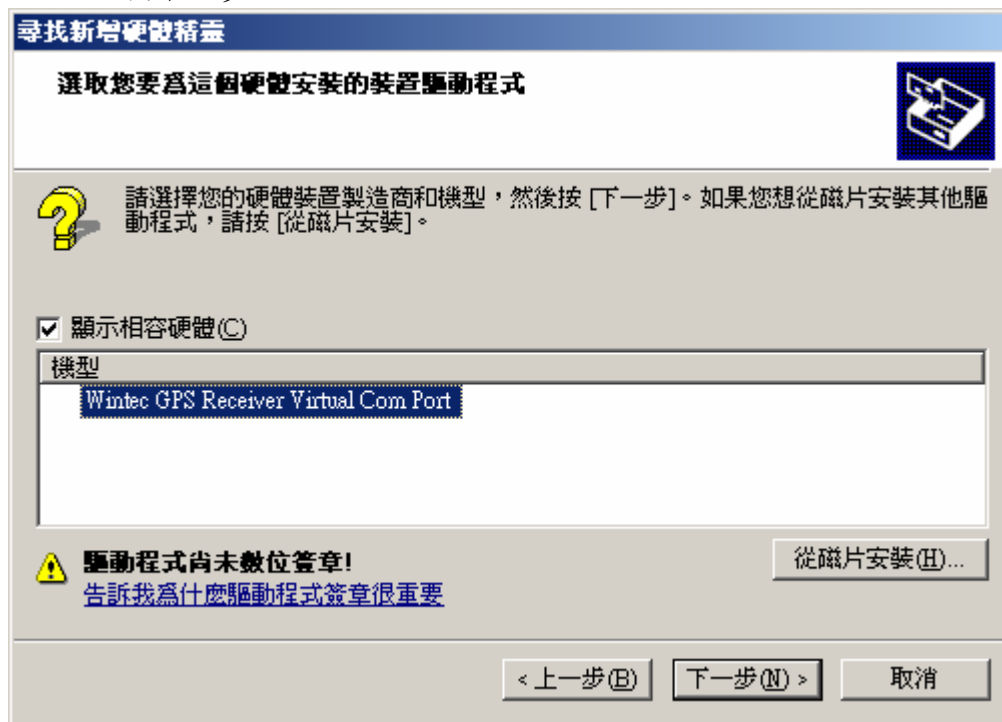 尋找新增硬體精靈
選取您要為這個硬體安裝的裝置驅動程式
請選擇您的硬體裝置製造商和機型，然後按 [下一步]。如果您想從磁片安裝其他驅
動程式，請按 [從磁片安裝]。
顯示相容硬體(C)
機型
Wintec GPS Receiver Virtual Com Port
驅動程式尚未數位簽章!
從磁片安裝(H)...
告訴我為什麼驅動程式簽章很重要
<上一步(B)
下一步(N) >
取消